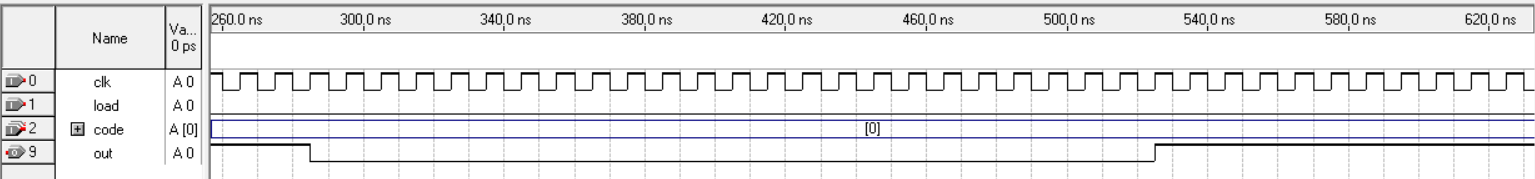 Name Va... 0 ps 260.0 ns 300.0 ns 340.0 ns 380.0 ns 420.0 ns 460.0 ns 500.0 ns 540.0 ns 580.0 ns 620.0 ns
0 clk A 0
1 load A 0
2 code A [0] [0]
9 out A 0